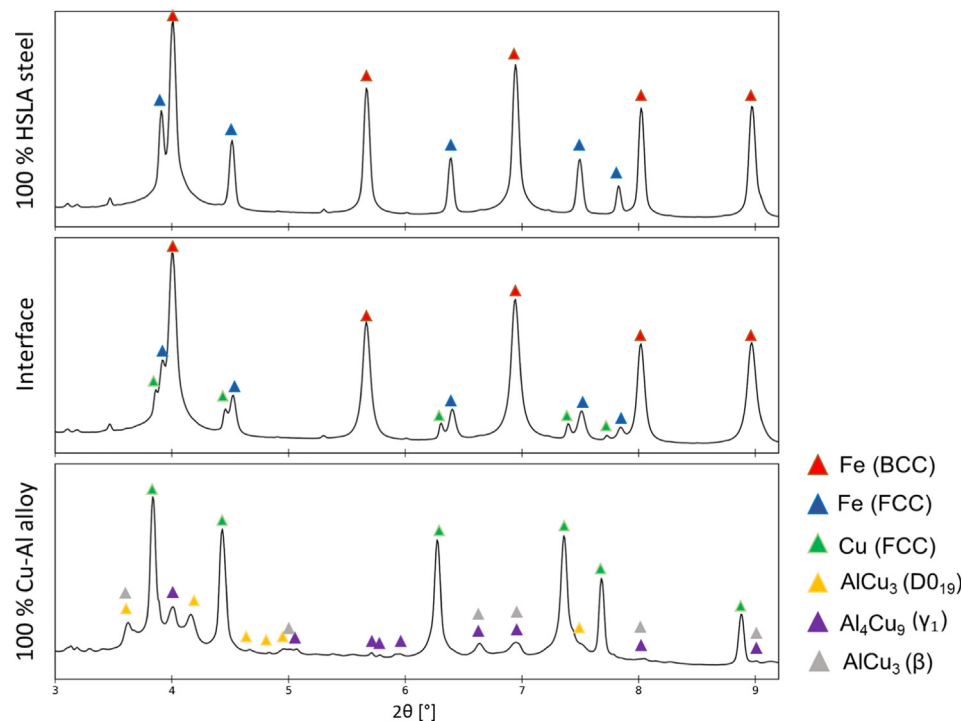 100 % HSLA steel
Interface
100 % Cu-Al alloy
3 4 5 6 7 8 9
2θ [°]
Fe (BCC)
Fe (FCC)
Cu (FCC)
AlCu₃ (D0₁₉)
Al₄Cu₉ (γ₁)
AlCu₃ (β)